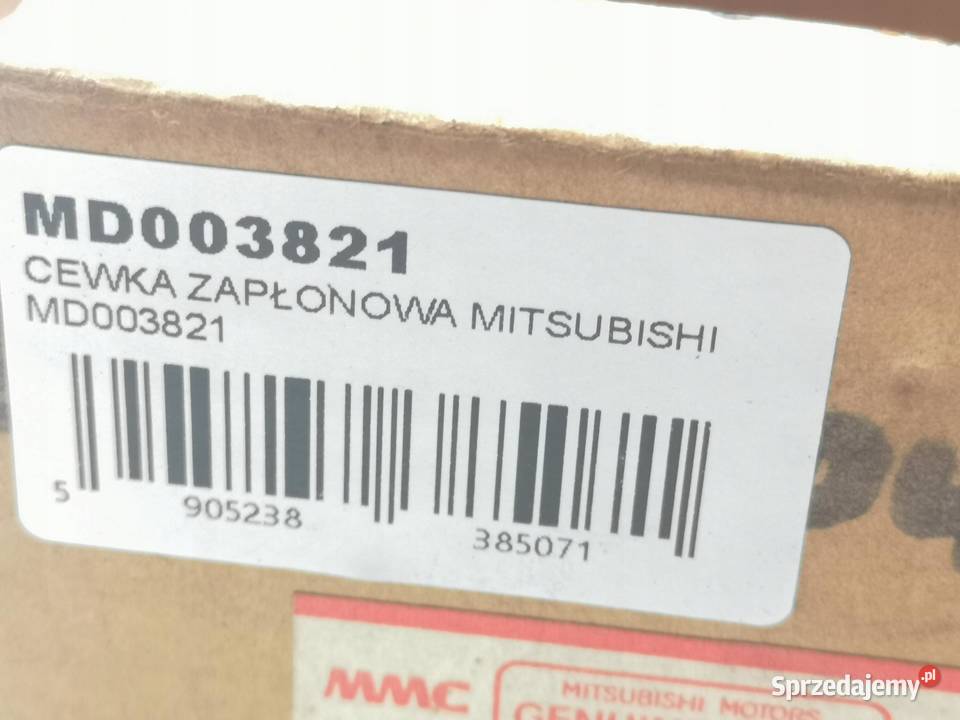 MD003821
CEWKA ZAPŁONOWA MITSUBISHI
MD003821
5 905238 385071
MMC
MITSUBISHI MOTORS
Sprzedajemy.pl